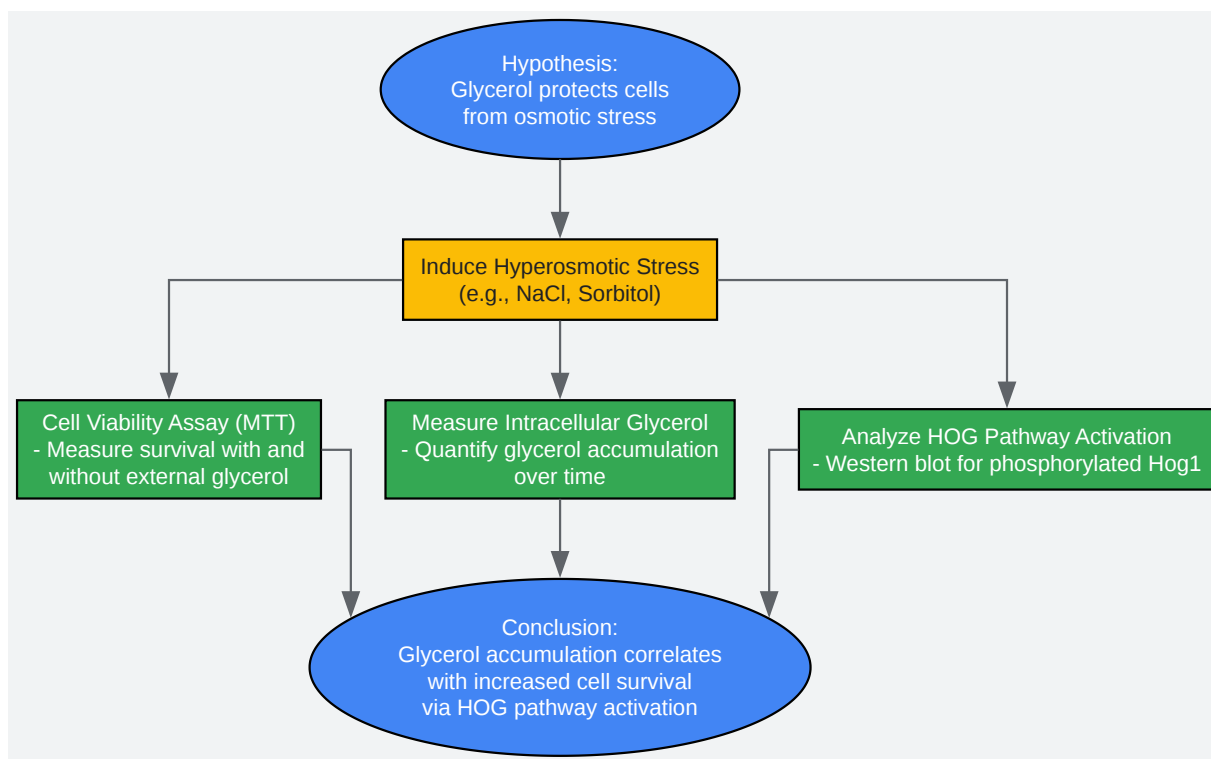 Hypothesis:
Glycerol protects cells
from osmotic stress
Induce Hyperosmotic Stress
(e.g., NaCl, Sorbitol)
Cell Viability Assay (MTT)
- Measure survival with and
without external glycerol
Measure Intracellular Glycerol
- Quantify glycerol accumulation
over time
Analyze HOG Pathway Activation
- Western blot for phosphorylated Hog1
Conclusion:
Glycerol accumulation correlates
with increased cell survival
via HOG pathway activation